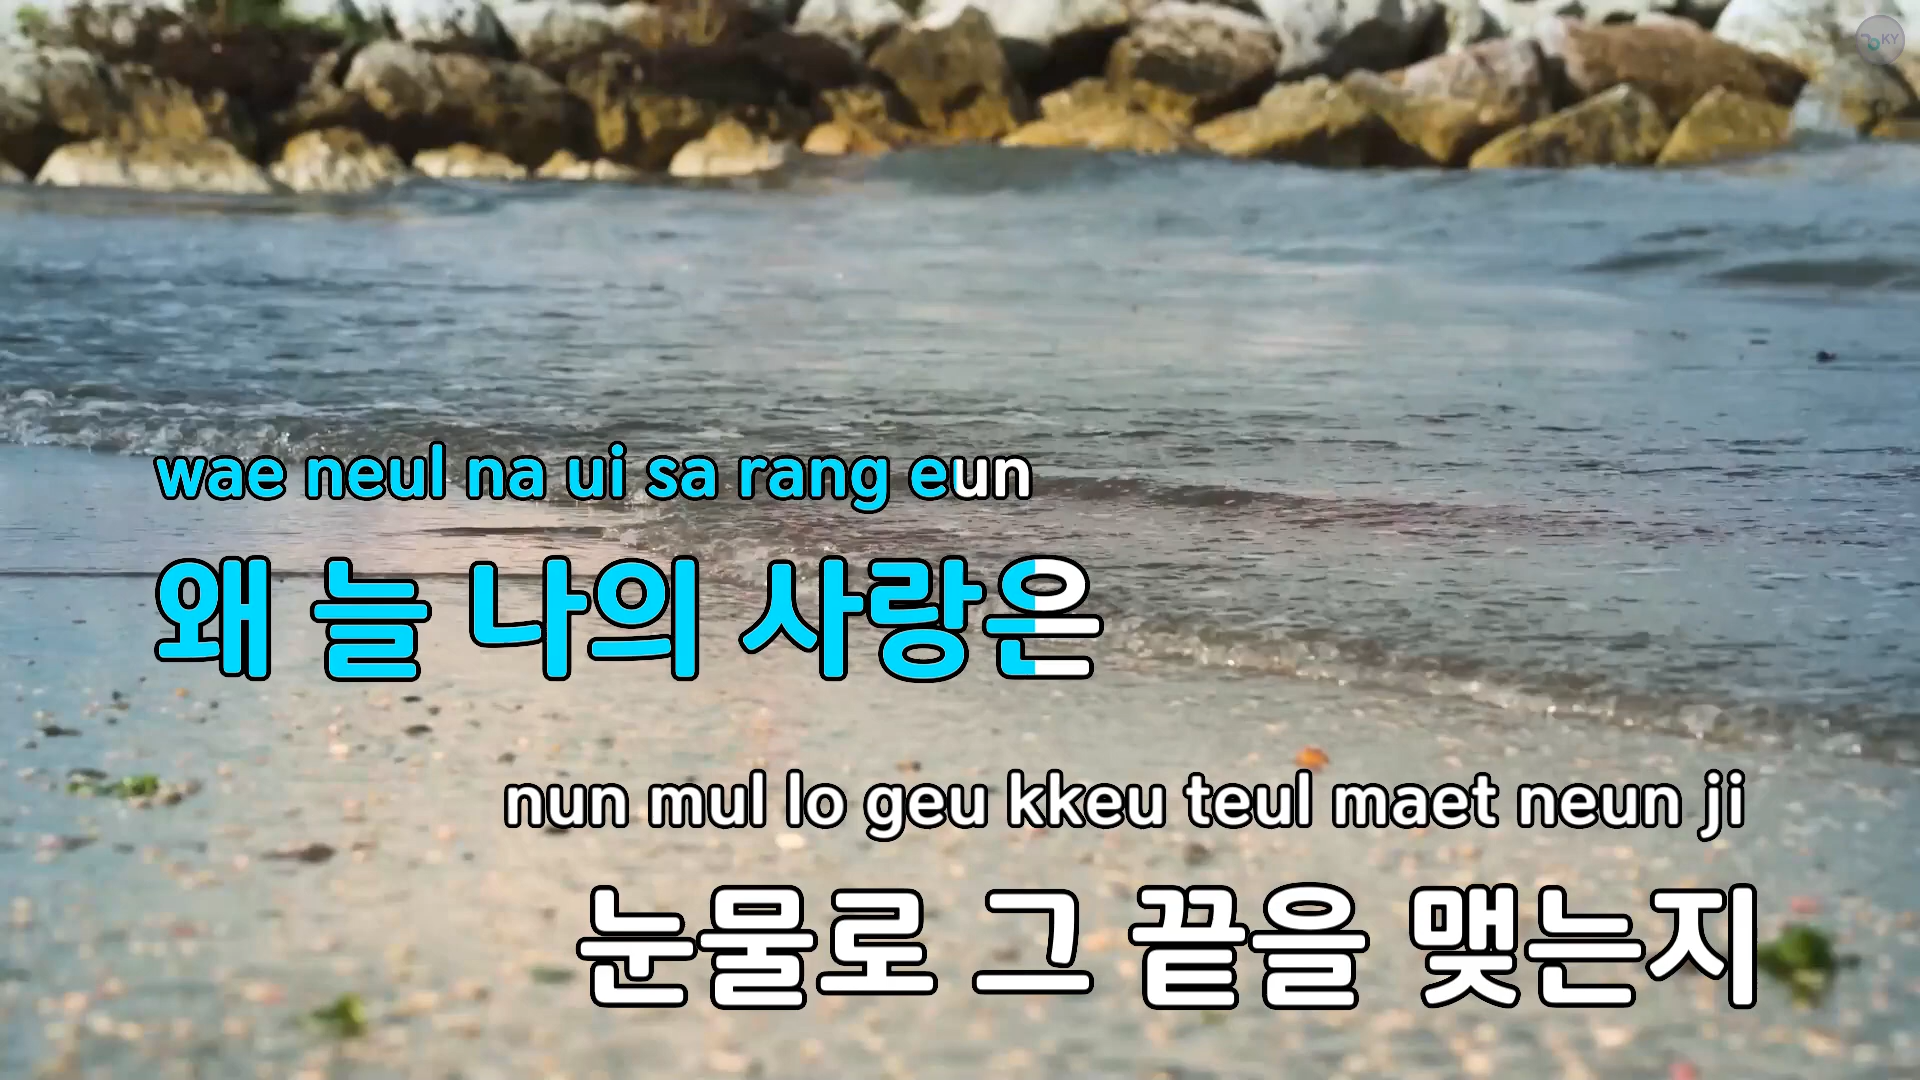 KY
wae neul na ui sa rang eun
왜 늘 나의 사랑은
nun mul lo geu kkeu teul maet neun ji
눈물로 그 끝을 맺는지